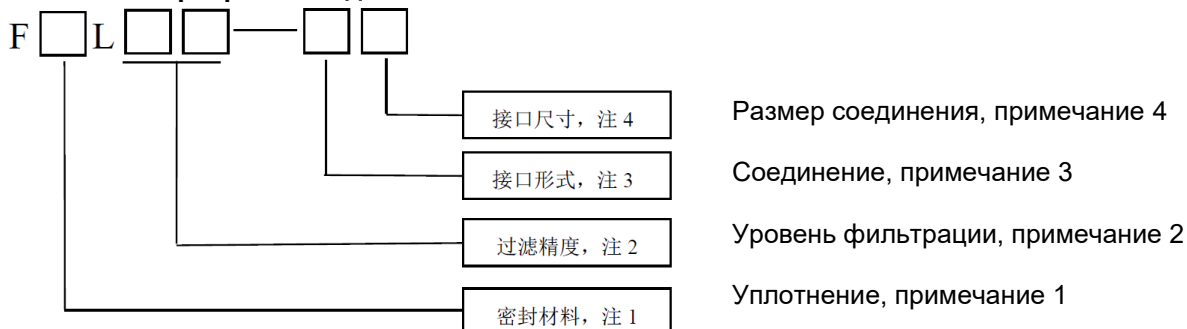 F L
接口尺寸，注 4 Размер соединения, примечание 4
接口形式，注 3 Соединение, примечание 3
过滤精度，注 2 Уровень фильтрации, примечание 2
密封材料，注 1 Уплотнение, примечание 1